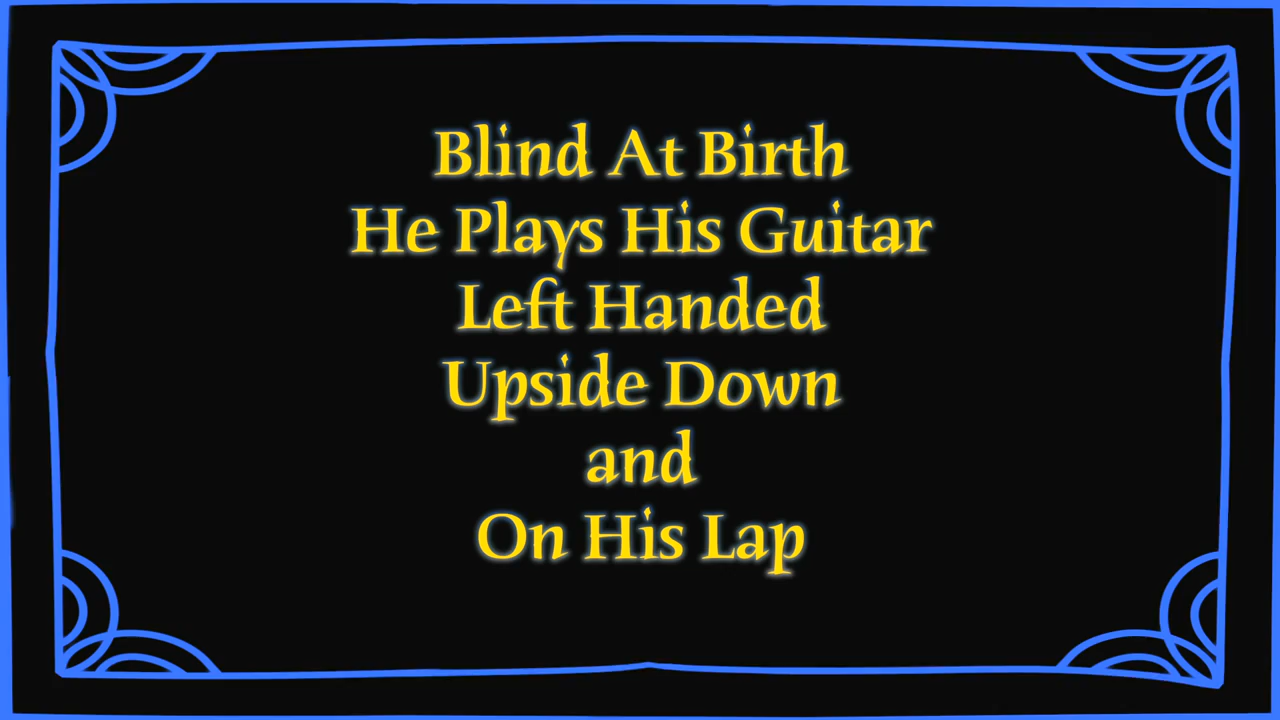 Blind At Birth
He Plays His Guitar
Left Handed
Upside Down
and
On His Lap